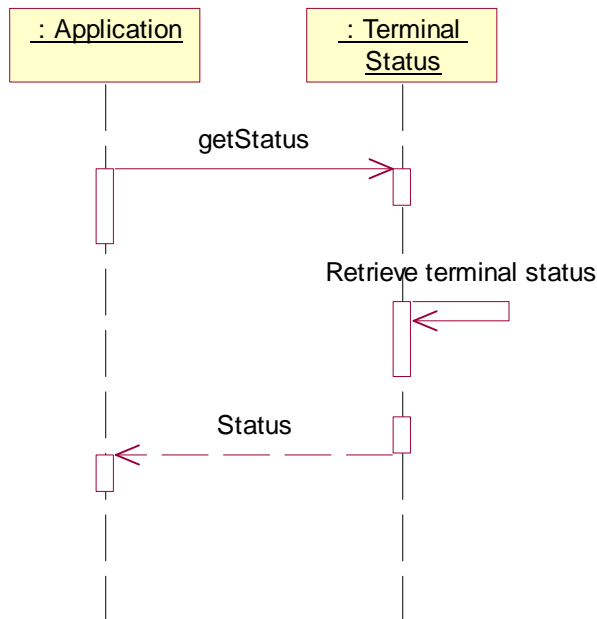 : Application
: Terminal
Status
getStatus
Retrieve terminal status
Status